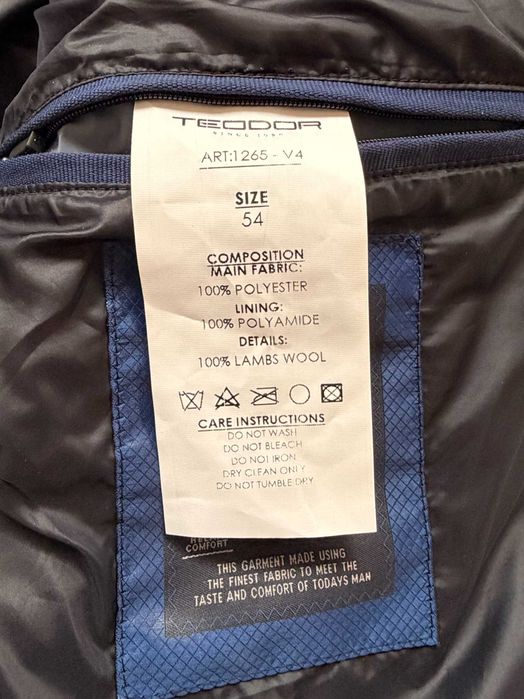 TEODOR
ART:1265 - V4
SIZE
54
COMPOSITION
MAIN FABRIC:
100% POLYESTER
LINING:
100% POLYAMIDE
DETAILS:
100% LAMBS WOOL
CARE INSTRUCTIONS
DO NOT WASH
DO NOT BLEACH
DO NOT IRON
DRY CLEAN ONLY
DO NOT TUMBLE DRY
COMFORT
THIS GARMENT MADE USING
THE FINEST FABRIC TO MEET THE
TASTE AND COMFORT OF TODAYS MAN